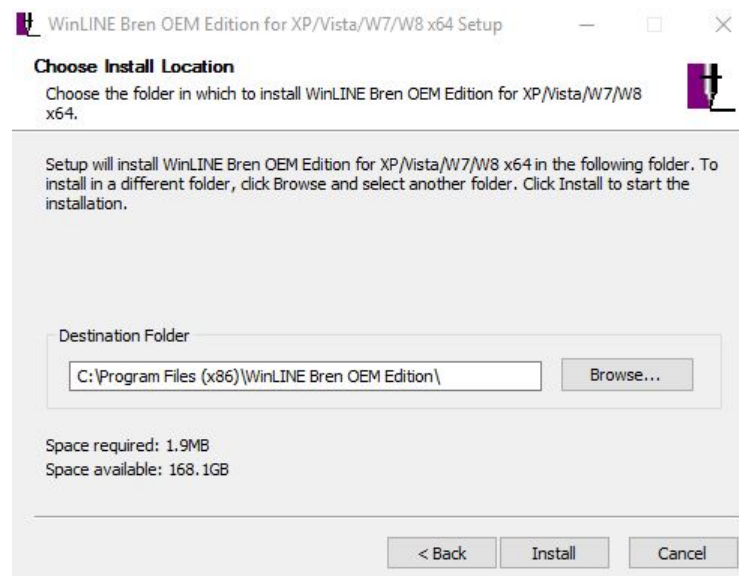 WinLINE Bren OEM Edition for XP/Vista/W7/W8 x64 Setup
Choose Install Location
Choose the folder in which to install WinLINE Bren OEM Edition for XP/Vista/W7/W8
x64.
Setup will install WinLINE Bren OEM Edition for XP/Vista/W7/W8 x64 in the following folder. To
install in a different folder, click Browse and select another folder. Click Install to start the
installation.
Destination Folder
C:\Program Files (x86)\WinLINE Bren OEM Edition\
Browse...
Space required: 1.9MB
Space available: 168.1GB
< Back
Install
Cancel